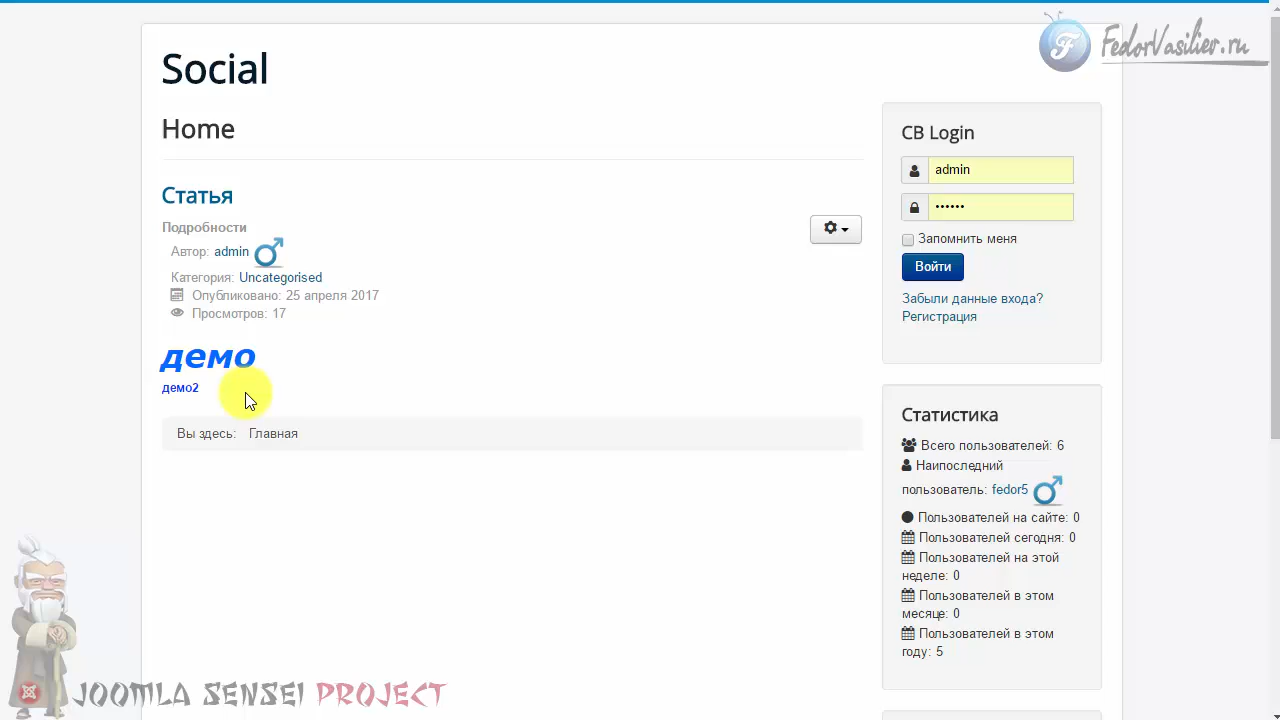 FedorVasiliev.ru
Social
Home
Статья
Подробности
Автор: admin
Категория: Uncategorised
Опубликовано: 25 апреля 2017
Просмотров: 17
демо
демо2
Вы здесь: Главная
CB Login
admin
••••••
Запомнить меня
Войти
Забыли данные входа?
Регистрация
Статистика
Всего пользователей: 6
Наипоследний
пользователь: fedor5
Пользователей на сайте: 0
Пользователей сегодня: 0
Пользователей на этой
неделе: 0
Пользователей в этом
месяце: 0
Пользователей в этом
году: 5
JOOMLA SENSEI PROJECT